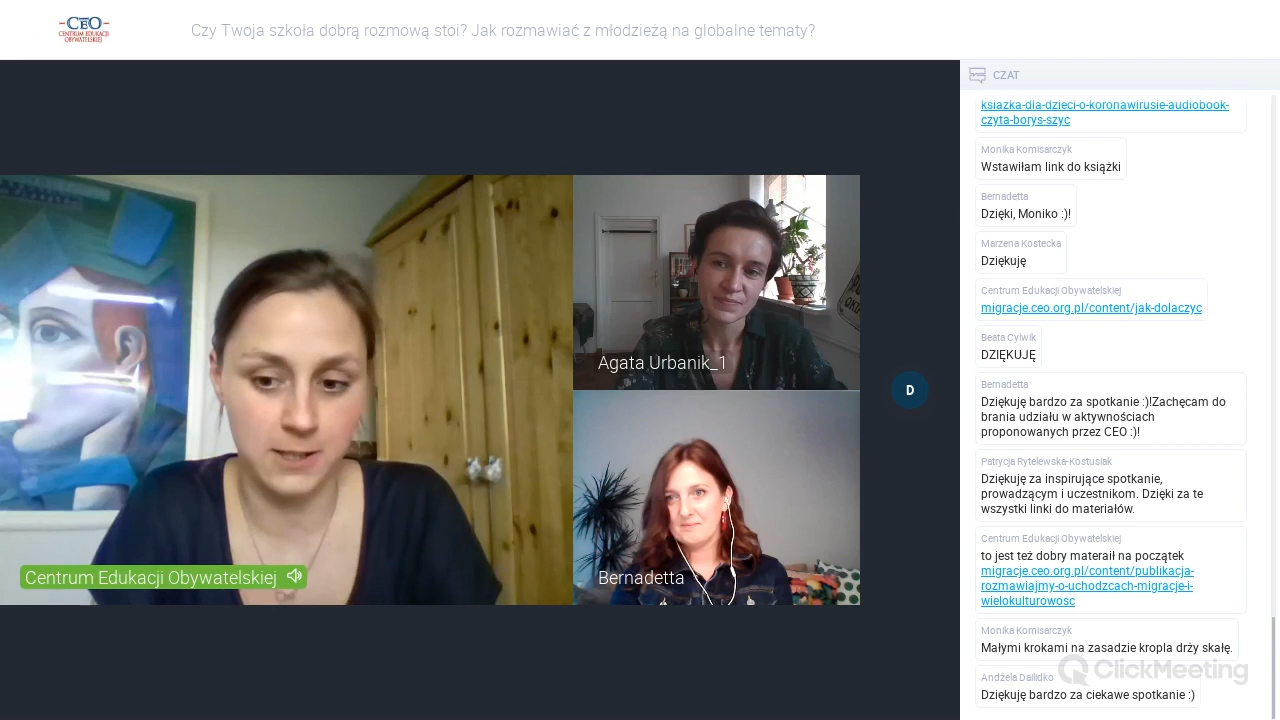 CEO
CENTRUM EDUKACJI
OBYWATELSKIEJ
Czy Twoja szkoła dobrą rozmową stoi? Jak rozmawiać z młodzieżą na globalne tematy?
Agata Urbanik_1
Centrum Edukacji Obywatelskiej
Bernadetta
D
CZAT
ksiazka-dla-dzieci-o-koronawirusie-audiobook-
czyta-borys-szyc
Monika Komisarczyk
Wstawiłam link do książki
Bernadetta
Dzięki, Moniko :)!
Marzena Kostecka
Dziękuję
Centrum Edukacji Obywatelskiej
migracje.ceo.org.pl/content/jak-dolaczyc
Beata Cylwik
DZIĘKUJĘ
Bernadetta
Dziękuję bardzo za spotkanie :)!Zachęcam do
brania udziału w aktywnościach
proponowanych przez CEO :)!
Patrycja Rytelewska-Kostusiak
Dziękuję za inspirujące spotkanie,
prowadzącym i uczestnikom. Dzięki za te
wszystki linki do materiałów.
Centrum Edukacji Obywatelskiej
to jest też dobry materaił na początek
migracje.ceo.org.pl/content/publikacja-
rozmawiajmy-o-uchodzcach-migracje-i-
wielokulturowosc
Monika Komisarczyk
Małymi krokami na zasadzie kropla drży skałę.
Andżela Dailidko
Dziękuję bardzo za ciekawe spotkanie :)
ClickMeeting